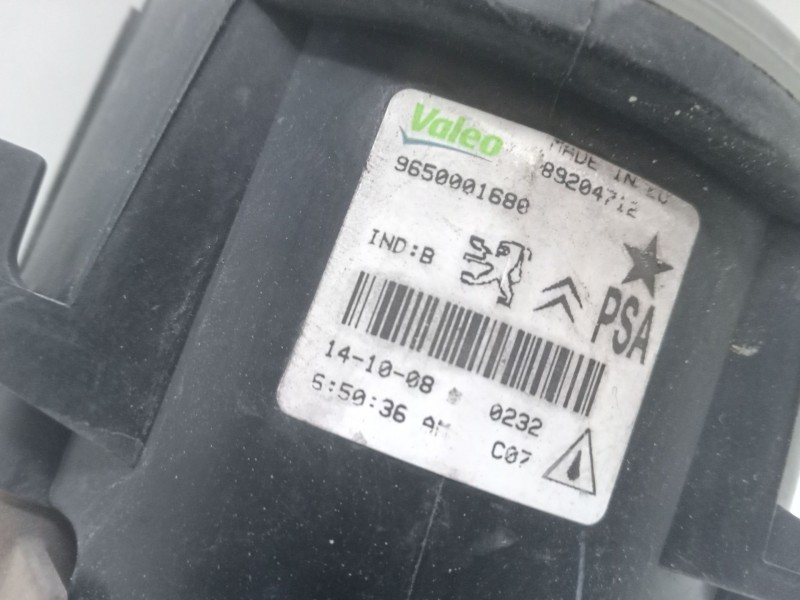 Valeo
MADE IN EU
9650001680
89204712
IND:B
PSA
14-10-08
0232
6:50:36 AM
C07